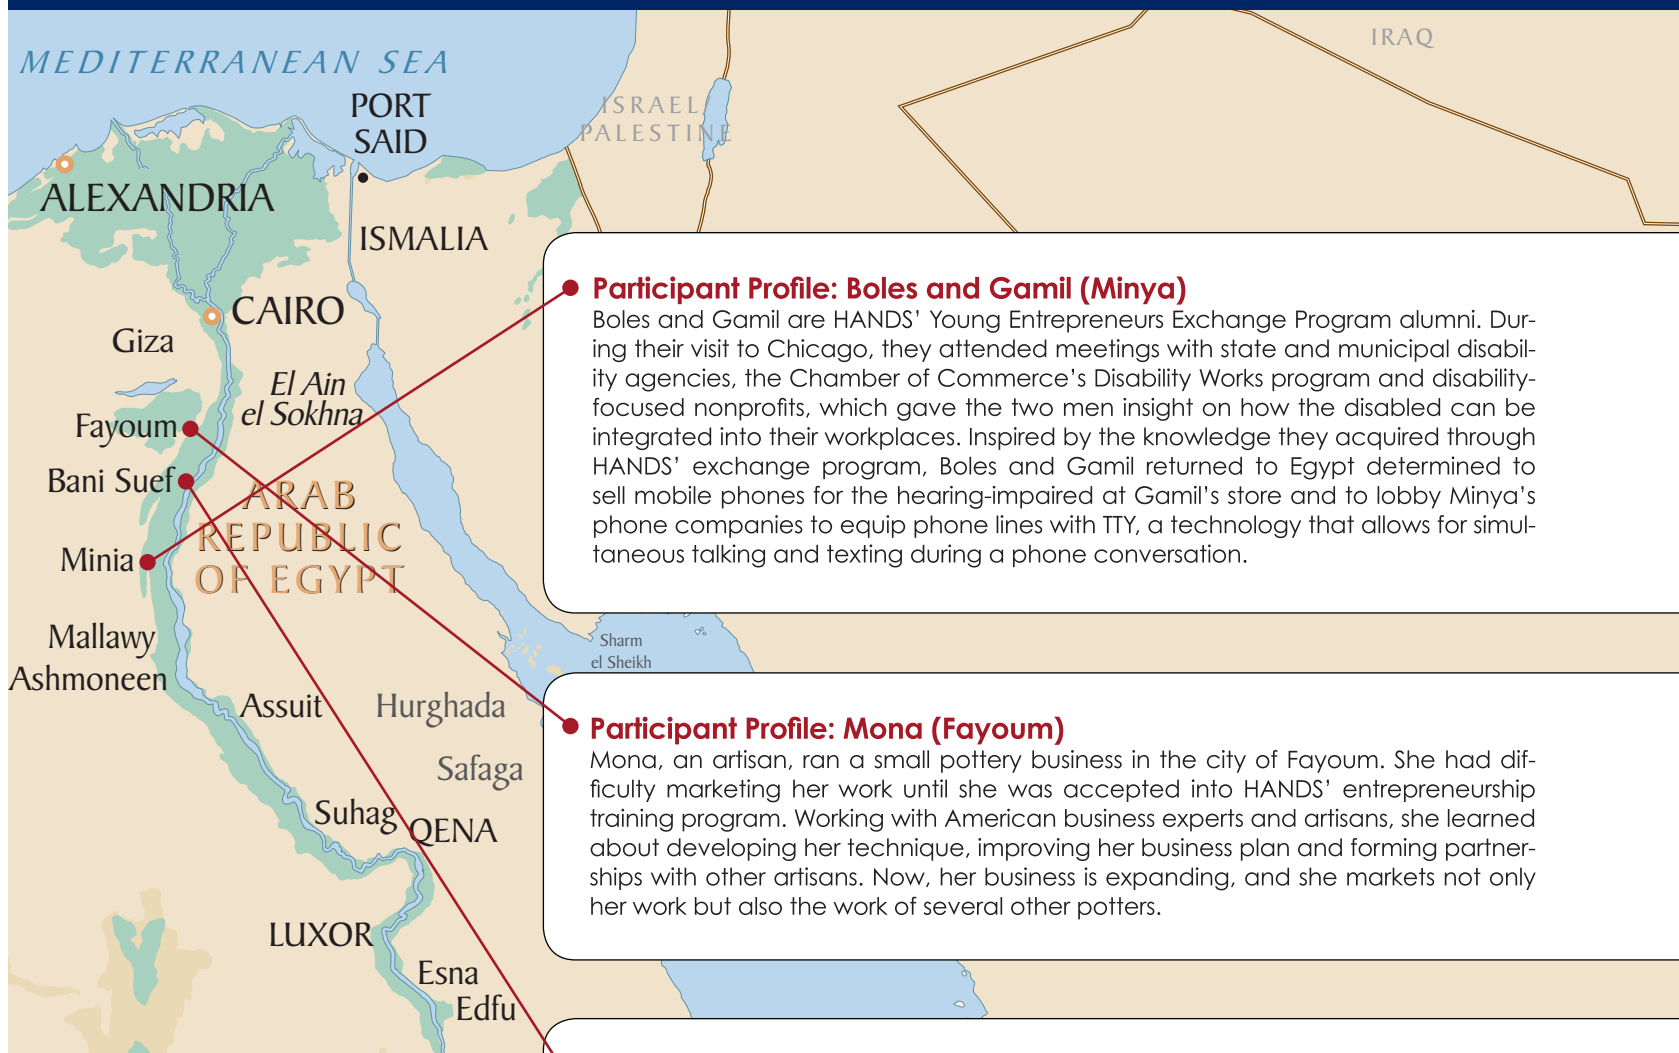 MEDITERRANEAN SEA
IRAQ
PORT
SAID
ISRAEL/
PALESTINE
ALEXANDRIA
ISMALIA
CAIRO
Giza
El Ain
el Sokhna
Fayoum
Bani Suef
ARAB
REPUBLIC
OF EGYPT
Minia
Mallawy
Ashmoneen
Assuit
Hurghada
Sharm
el Sheikh
Safaga
Suhag
QENA
LUXOR
Esna
Edfu
Participant Profile: Boles and Gamil (Minya)
Boles and Gamil are HANDS’ Young Entrepreneurs Exchange Program alumni. Dur-
ing their visit to Chicago, they attended meetings with state and municipal disabil-
ity agencies, the Chamber of Commerce’s Disability Works program and disability-
focused nonprofits, which gave the two men insight on how the disabled can be
integrated into their workplaces. Inspired by the knowledge they acquired through
HANDS’ exchange program, Boles and Gamil returned to Egypt determined to
sell mobile phones for the hearing-impaired at Gamil’s store and to lobby Minya’s
phone companies to equip phone lines with TTY, a technology that allows for simul-
taneous talking and texting during a phone conversation.
Participant Profile: Mona (Fayoum)
Mona, an artisan, ran a small pottery business in the city of Fayoum. She had dif-
ficulty marketing her work until she was accepted into HANDS’ entrepreneurship
training program. Working with American business experts and artisans, she learned
about developing her technique, improving her business plan and forming partner-
ships with other artisans. Now, her business is expanding, and she markets not only
her work but also the work of several other potters.